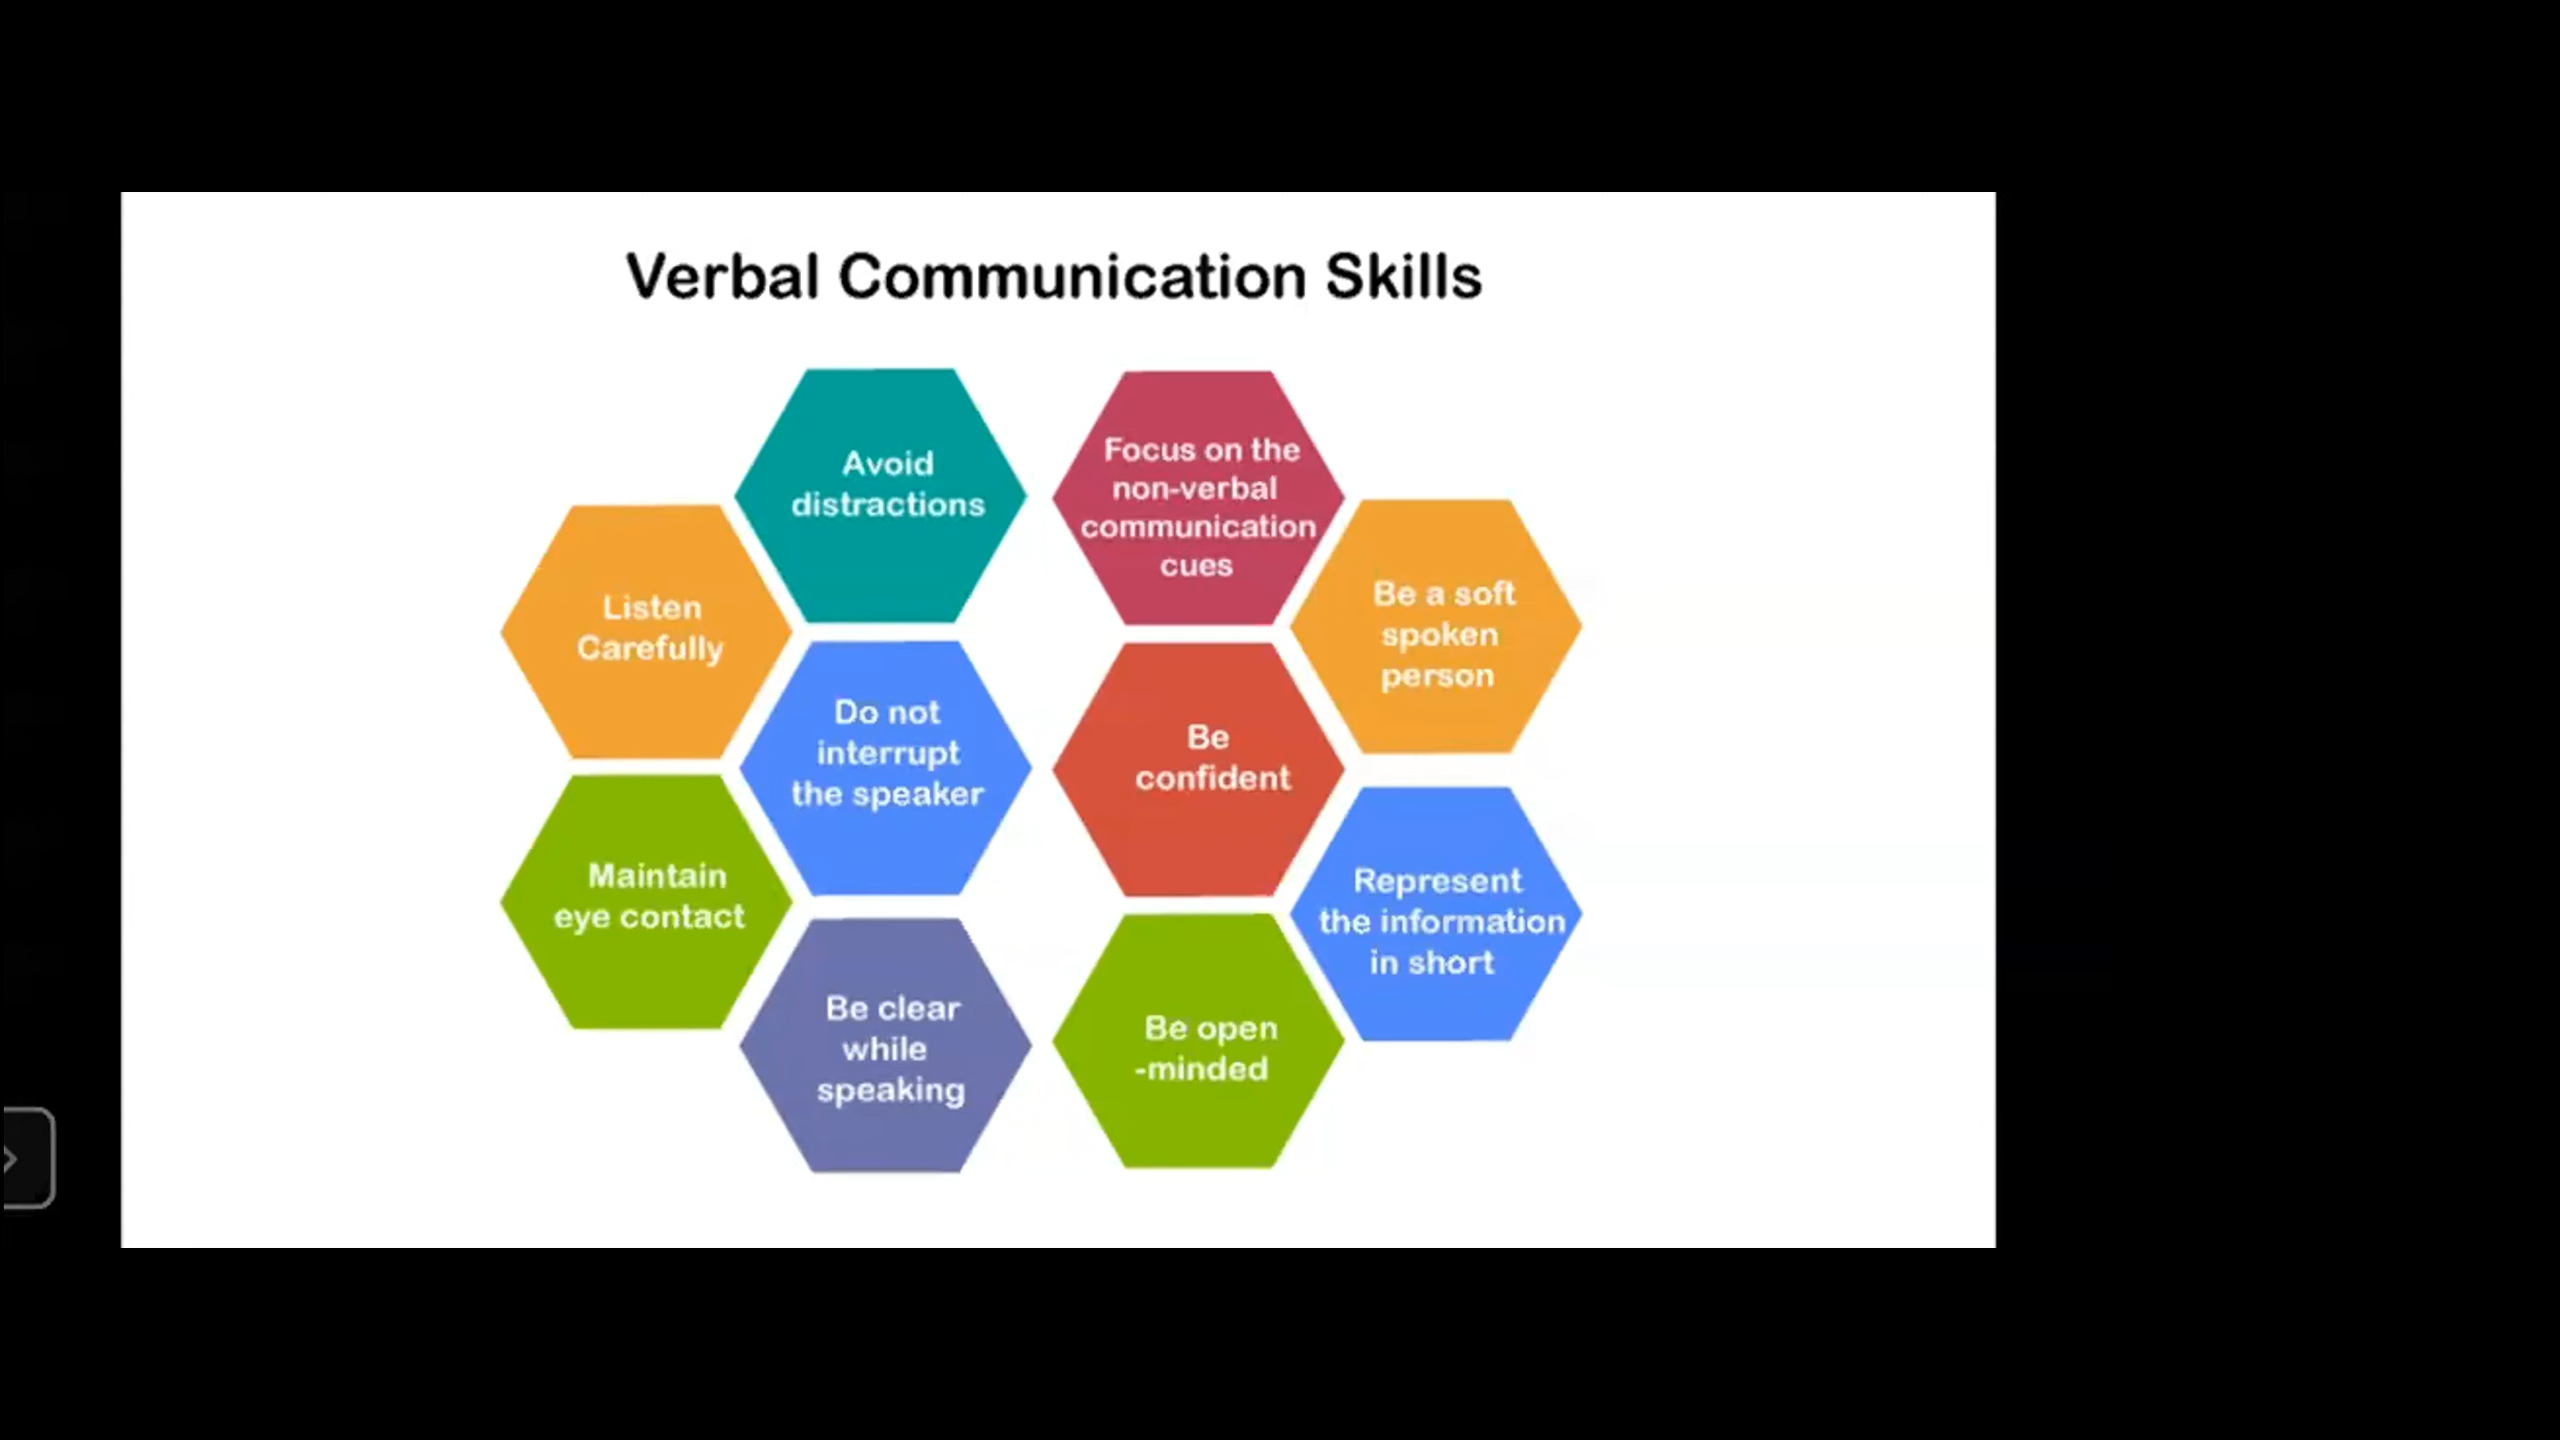 Verbal Communication Skills
Avoid
distractions
Focus on the
non-verbal
communication
cues
Listen
Carefully
Be a soft
spoken
person
Do not
interrupt
the speaker
Be
confident
Maintain
eye contact
Represent
the information
in short
Be clear
while
speaking
Be open
-minded